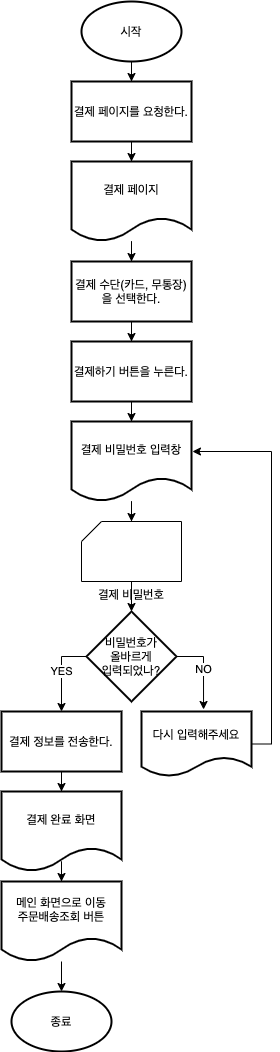 시작
결제 페이지를 요청한다.
결제 페이지
결제 수단(카드, 무통장)
을 선택한다.
결제하기 버튼을 누른다.
결제 비밀번호 입력창
결제 비밀번호
비밀번호가
올바르게
입력되었나?
YES
NO
결제 정보를 전송한다.
다시 입력해주세요
결제 완료 화면
메인 화면으로 이동
주문배송조회 버튼
종료